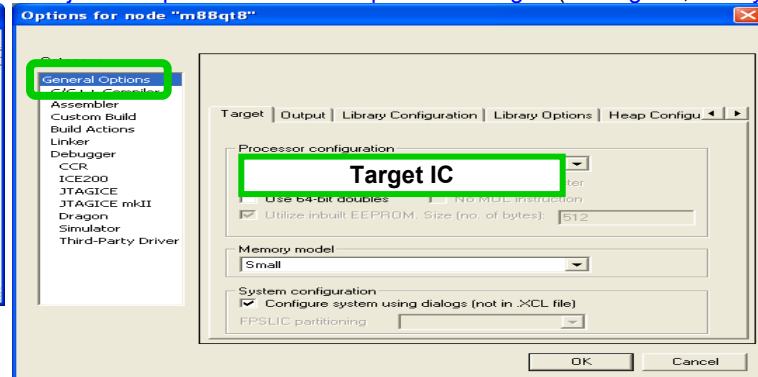 Options for node "m88qt8"
General Options
C/C++ Compiler
Assembler
Custom Build
Build Actions
Linker
Debugger
CCR
ICE200
JTAGICE
JTAGICE mkII
Dragon
Simulator
Third-Party Driver
Target Output Library Configuration Library Options Heap Configu
Processor configuration
Target IC
Use 64-bit doubles No MUL instruction
Utilize inbuilt EEPROM. Size (no. of bytes): 512
Memory model
Small
System configuration
Configure system using dialogs (not in .XCL file)
FPSLIC partitioning
OK Cancel